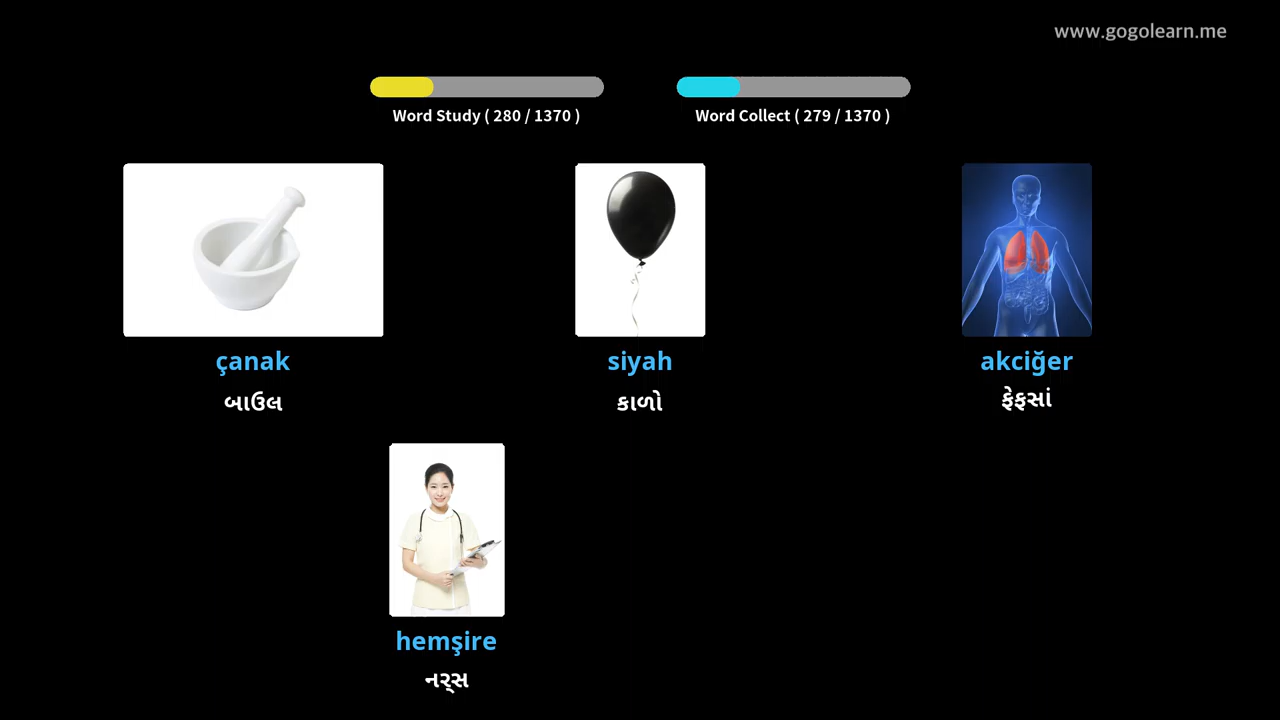 www.gogolearn.me
Word Study ( 280 / 1370 )
Word Collect ( 279 / 1370 )
çanak
બાઉલ
siyah
કાળો
akciğer
ફેફસાં
hemşire
નર્સ